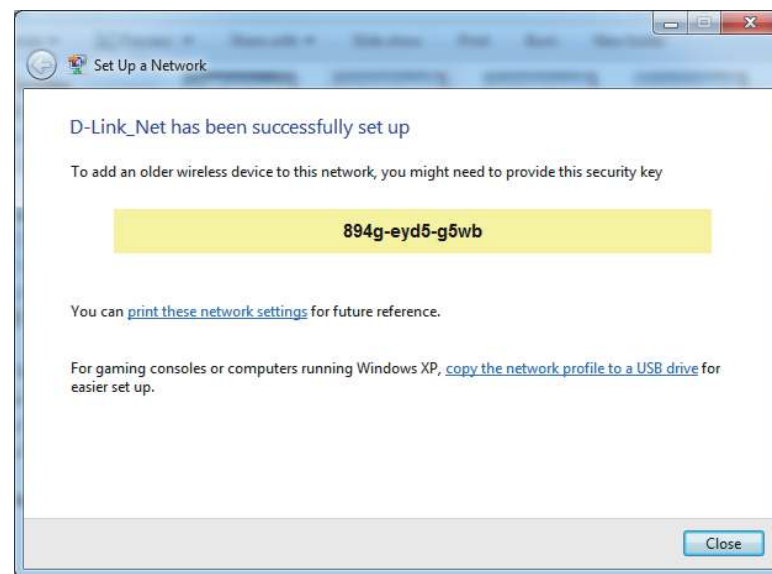 Set Up a Network
D-Link_Net has been successfully set up
To add an older wireless device to this network, you might need to provide this security key
894g-eyd5-g5wb
You can print these network settings for future reference.
For gaming consoles or computers running Windows XP, copy the network profile to a USB drive for
easier set up.
Close